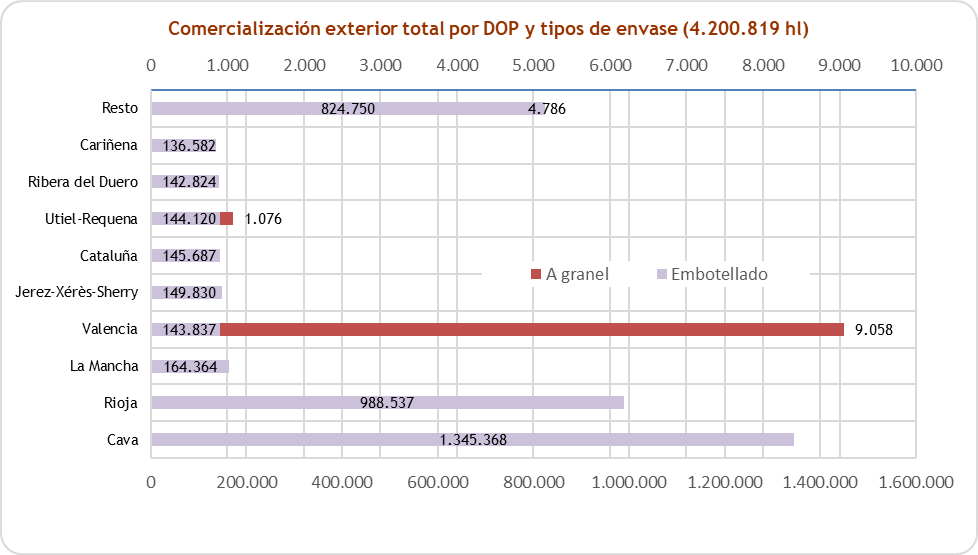 Comercialización exterior total por DOP y tipos de envase (4.200.819 hl)
0 1.000 2.000 3.000 4.000 5.000 6.000 7.000 8.000 9.000 10.000
Resto 824.750 4.786
Cariñena 136.582
Ribera del Duero 142.824
Utiel-Requena 144.120 1.076
Cataluña 145.687
A granel Embotellado
Jerez-Xérès-Sherry 149.830
Valencia 143.837 9.058
La Mancha 164.364
Rioja 988.537
Cava 1.345.368
0 200.000 400.000 600.000 800.000 1.000.000 1.200.000 1.400.000 1.600.000